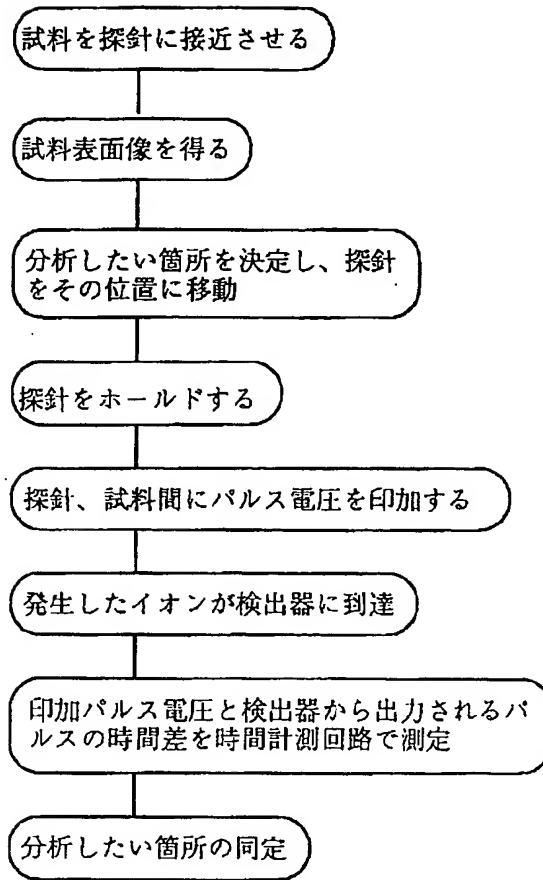 試料を探針に接近させる
試料表面像を得る
分析したい箇所を決定し、探針
をその位置に移動
探針をホールドする
探針、試料間にパルス電圧を印加する
発生したイオンが検出器に到達
印加パルス電圧と検出器から出力されるパ
ルスの時間差を時間計測回路で測定
分析したい箇所の同定